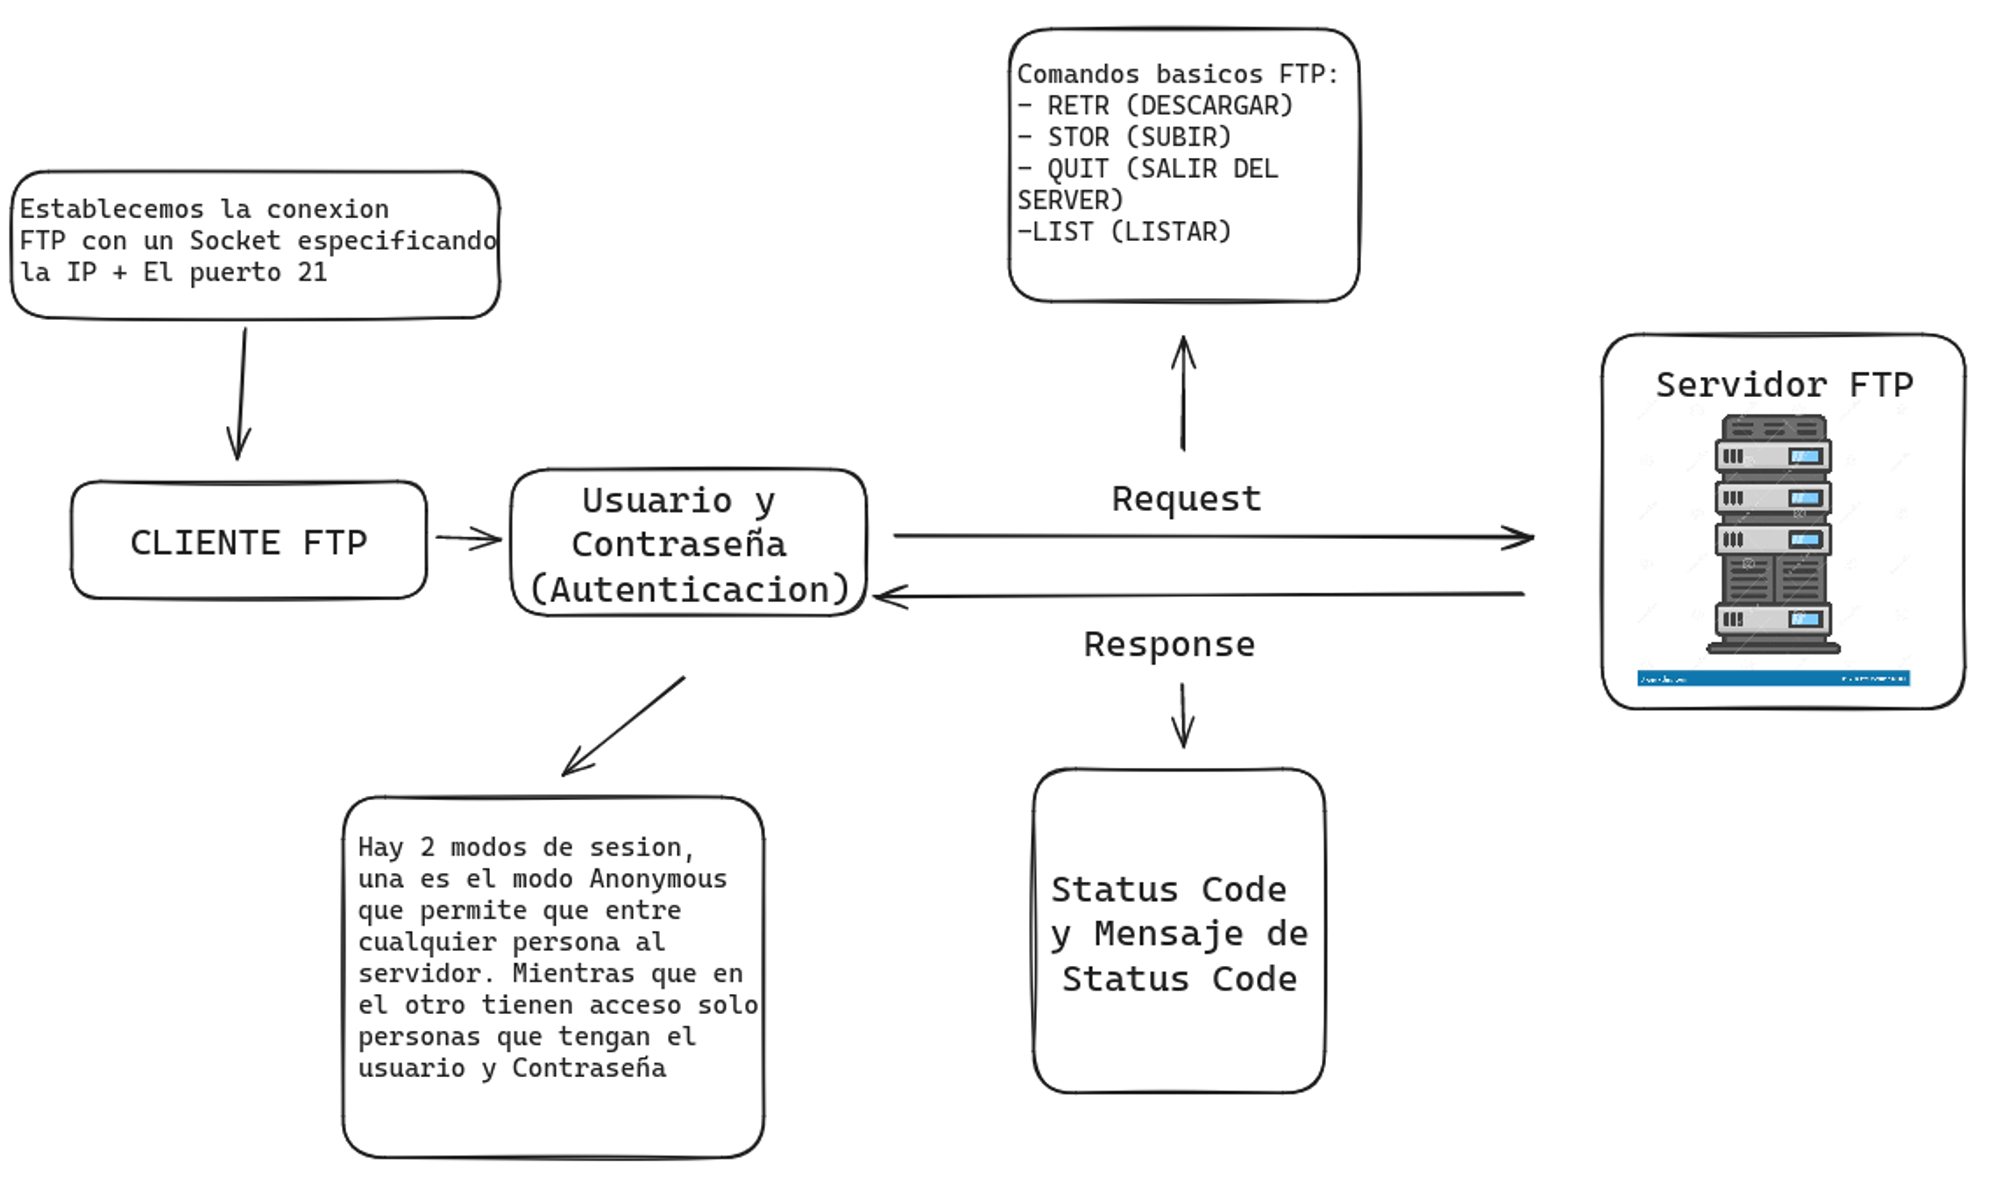 Comandos basicos FTP:
- RETR (DESCARGAR)
- STOR (SUBIR)
- QUIT (SALIR DEL
SERVER)
-LIST (LISTAR)
Establecemos la conexion
FTP con un Socket especificando
la IP + El puerto 21
Servidor FTP
CLIENTE FTP
Usuario y
Contraseña
(Autenticacion)
Request
Response
Hay 2 modos de sesion,
una es el modo Anonymous
que permite que entre
cualquier persona al
servidor. Mientras que en
el otro tienen acceso solo
personas que tengan el
usuario y Contraseña
Status Code
y Mensaje de
Status Code